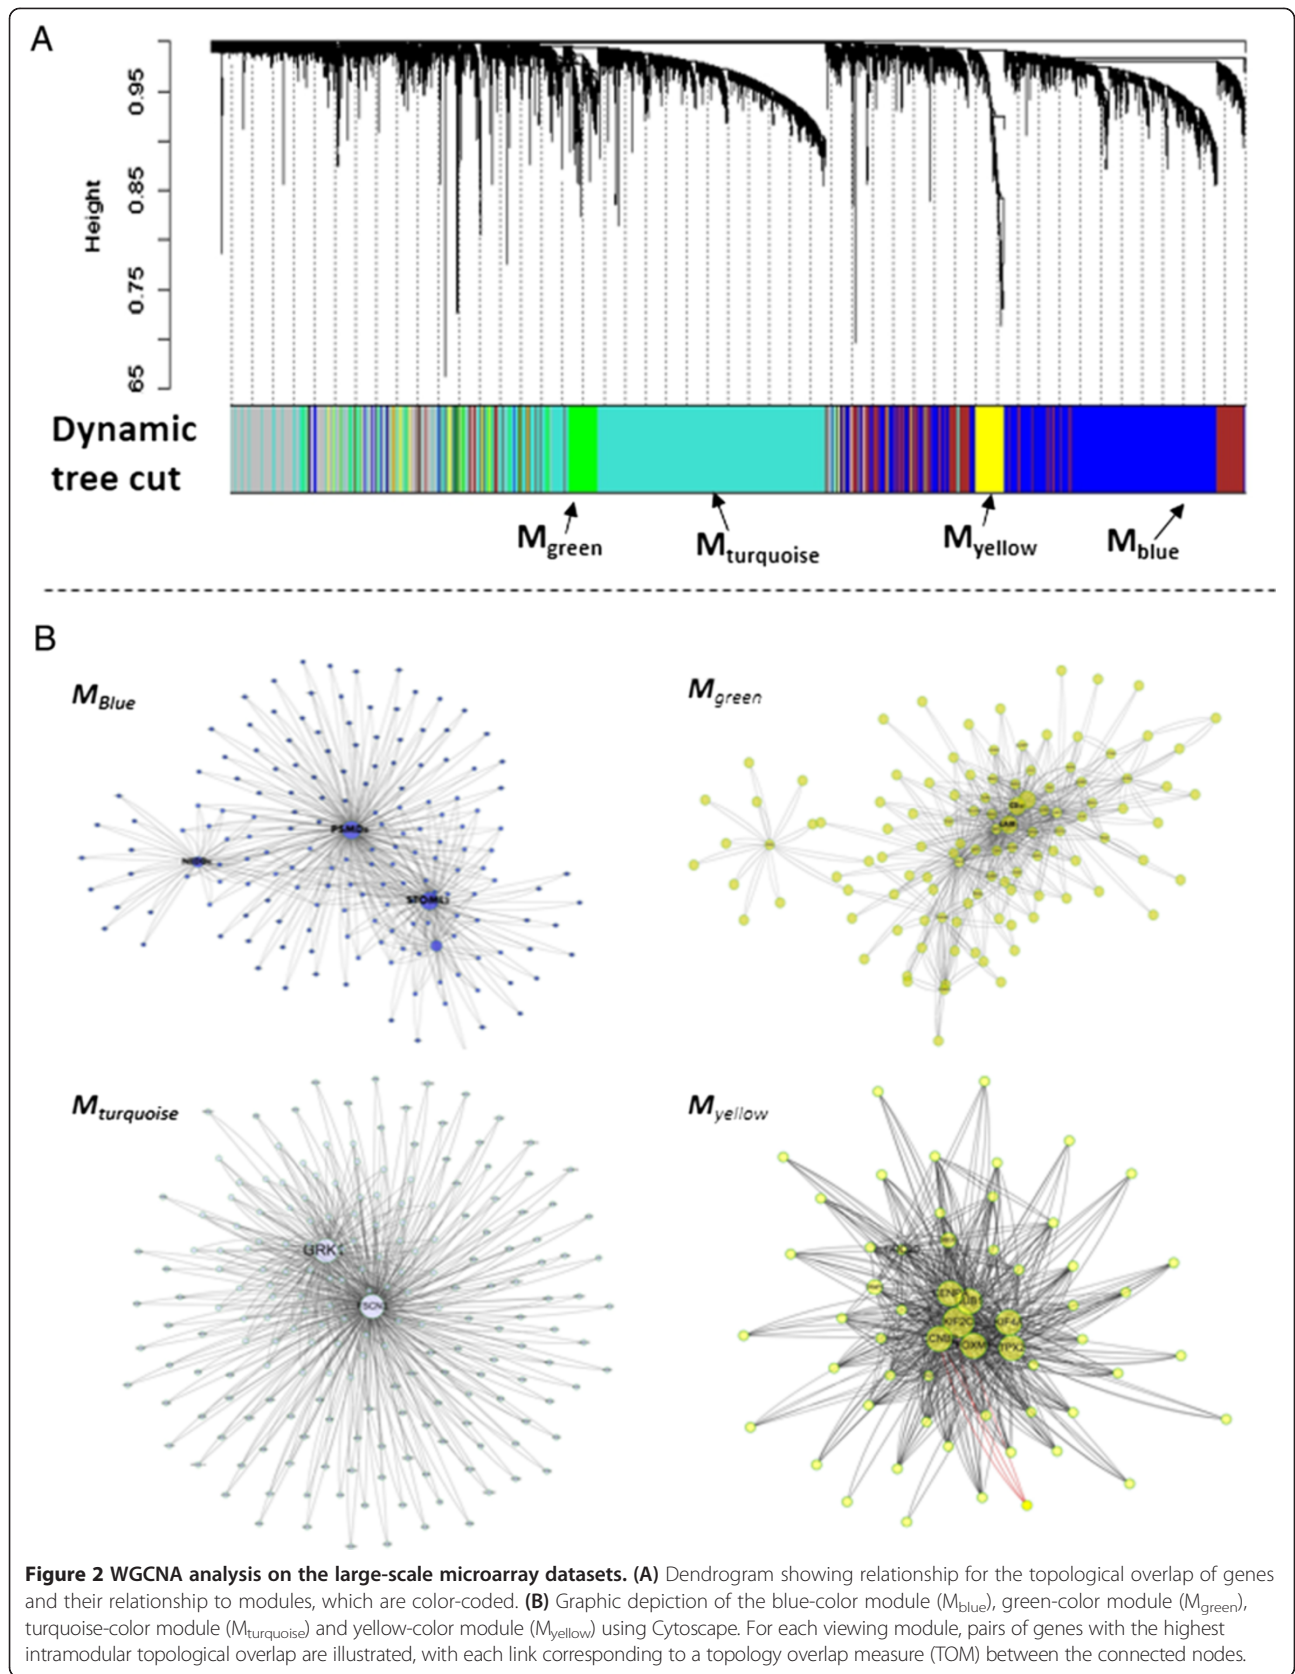 A
Height
0.95
0.85
0.75
65
Dynamic
tree cut
Mgreen
Mturquoise
Myellow
Mblue
B
MBlue
Mgreen
Mturquoise
Myellow
GRK1
KIF2C
Figure 2 WGCNA analysis on the large-scale microarray datasets. (A) Dendrogram showing relationship for the topological overlap of genes
and their relationship to modules, which are color-coded. (B) Graphic depiction of the blue-color module (Mblue), green-color module (Mgreen),
turquoise-color module (Mturquoise) and yellow-color module (Myellow) using Cytoscape. For each viewing module, pairs of genes with the highest
intramodular topological overlap are illustrated, with each link corresponding to a topology overlap measure (TOM) between the connected nodes.